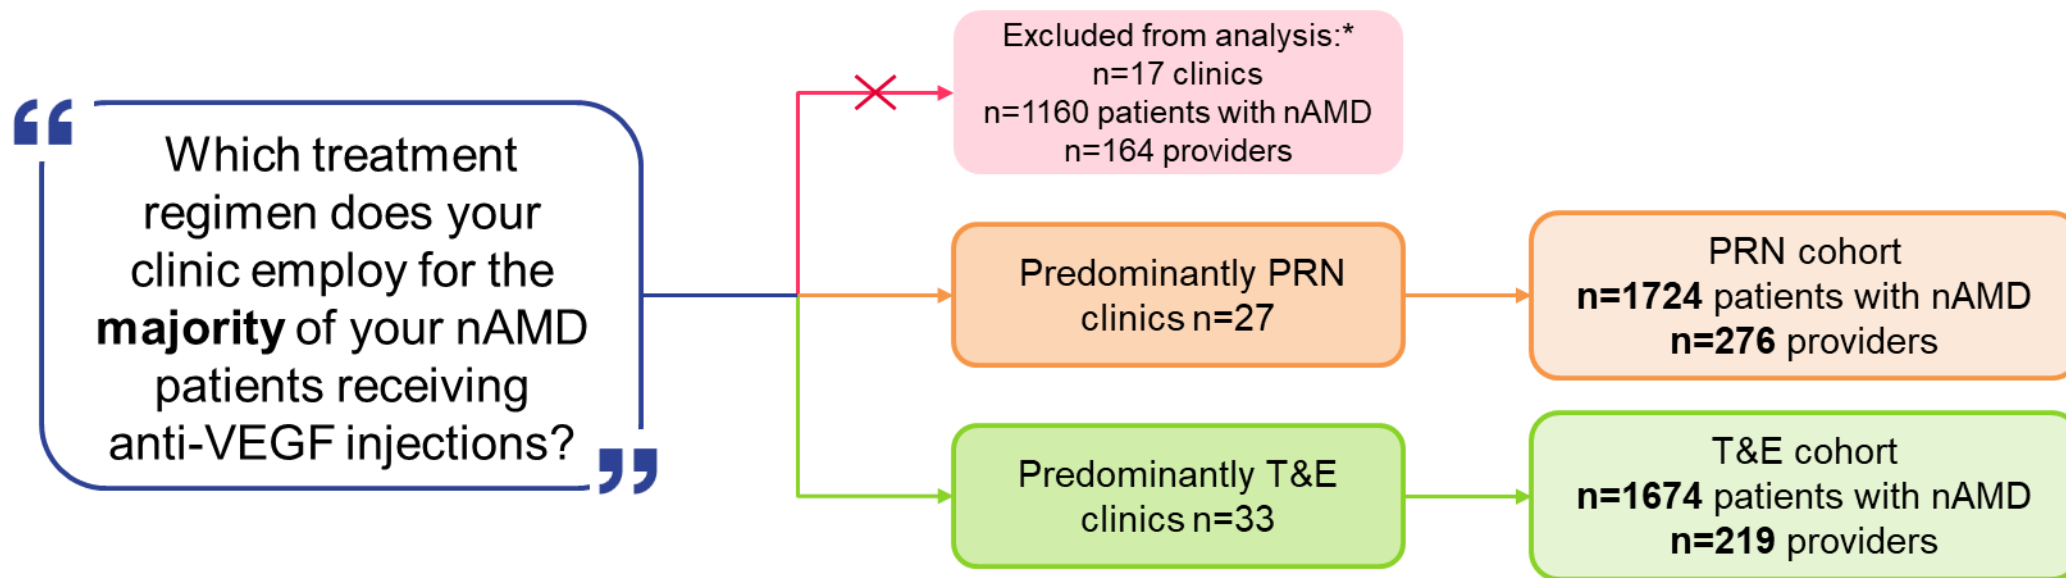 “
Which treatment
regimen does your
clinic employ for the
majority of your nAMD
patients receiving
anti-VEGF injections?
”
Excluded from analysis:*
n=17 clinics
n=1160 patients with nAMD
n=164 providers
Predominantly PRN
clinics n=27
PRN cohort
n=1724 patients with nAMD
n=276 providers
Predominantly T&E
clinics n=33
T&E cohort
n=1674 patients with nAMD
n=219 providers